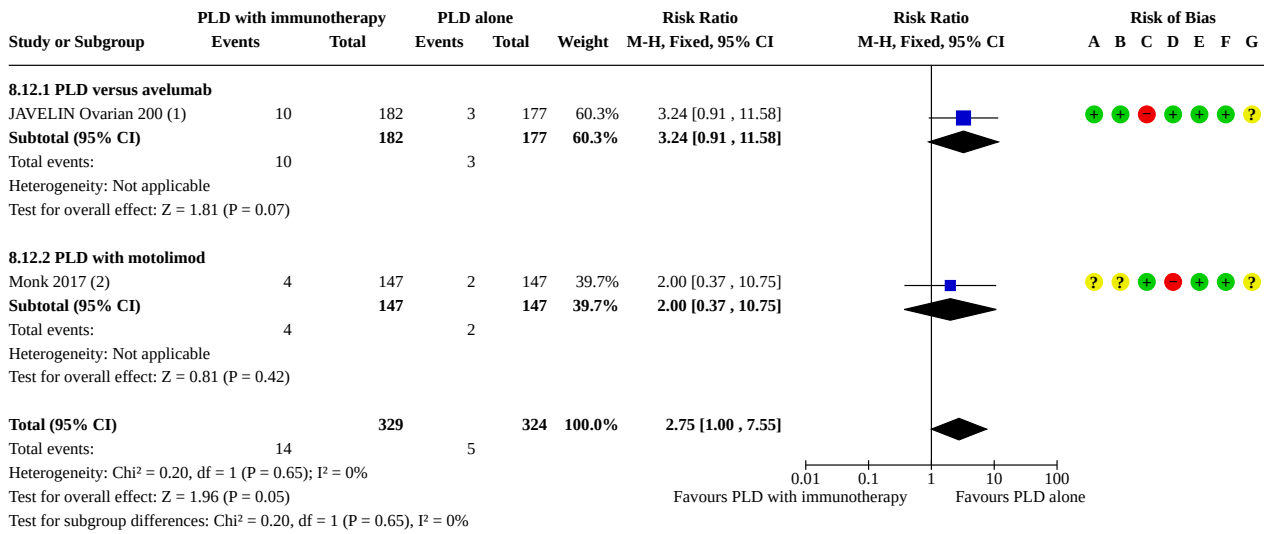 PLD with immunotherapy PLD alone Risk Ratio Risk Ratio Risk of Bias
Study or Subgroup Events Total Events Total Weight M-H, Fixed, 95% CI M-H, Fixed, 95% CI A B C D E F G
8.12.1 PLD versus avelumab
JAVELIN Ovarian 200 (1) 10 182 3 177 60.3% 3.24 [0.91 , 11.58] + + − + + + ?
Subtotal (95% CI) 182 177 60.3% 3.24 [0.91 , 11.58]
Total events: 10 3
Heterogeneity: Not applicable
Test for overall effect: Z = 1.81 (P = 0.07)
8.12.2 PLD with motolimod
Monk 2017 (2) 4 147 2 147 39.7% 2.00 [0.37 , 10.75] ? ? + − + + ?
Subtotal (95% CI) 147 147 39.7% 2.00 [0.37 , 10.75]
Total events: 4 2
Heterogeneity: Not applicable
Test for overall effect: Z = 0.81 (P = 0.42)
Total (95% CI) 329 324 100.0% 2.75 [1.00 , 7.55]
Total events: 14 5
Heterogeneity: Chi² = 0.20, df = 1 (P = 0.65); I² = 0%
0.01 0.1 1 10 100
Test for overall effect: Z = 1.96 (P = 0.05) Favours PLD with immunotherapy Favours PLD alone
Test for subgroup differences: Chi² = 0.20, df = 1 (P = 0.65), I² = 0%